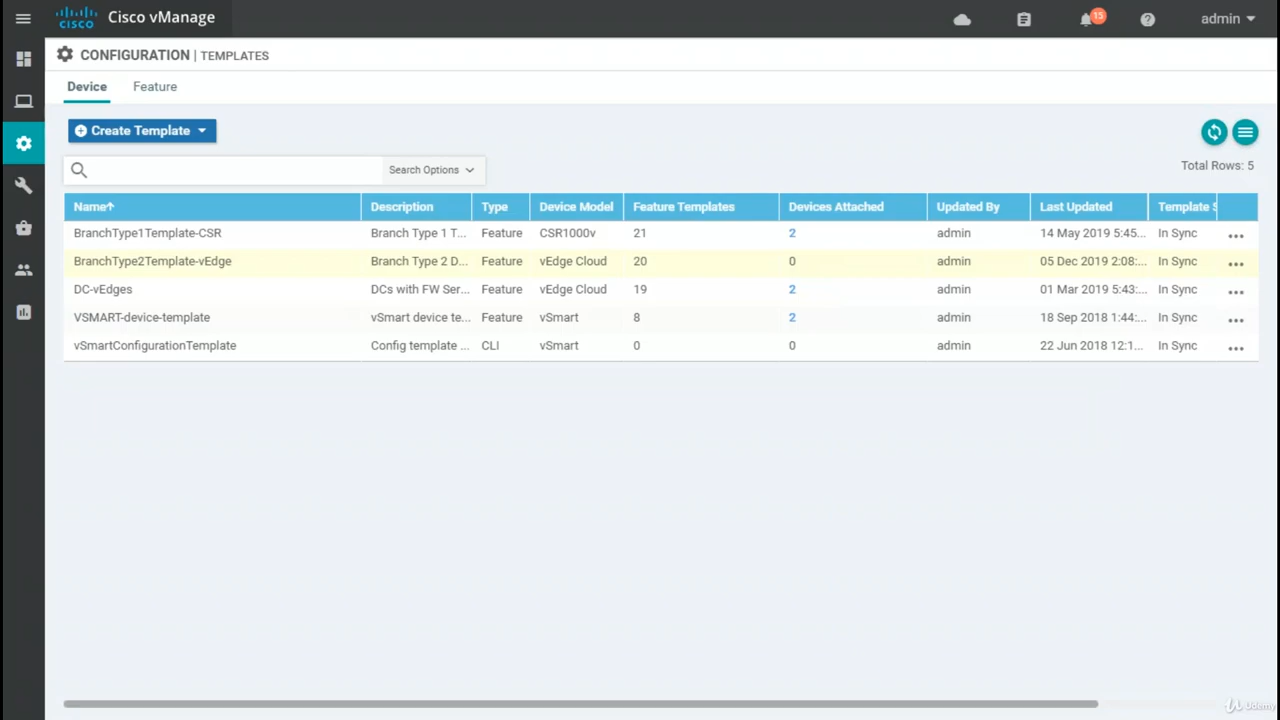 cisco Cisco vManage 15 admin
CONFIGURATION | TEMPLATES
Device Feature
Create Template
Search Options
Total Rows: 5
Name Description Type Device Model Feature Templates Devices Attached Updated By Last Updated Template S
BranchType1Template-CSR Branch Type 1 T... Feature CSR1000v 21 2 admin 14 May 2019 5:45... In Sync ...
BranchType2Template-vEdge Branch Type 2 D... Feature vEdge Cloud 20 0 admin 05 Dec 2019 2:08:... In Sync ...
DC-vEdges DCs with FW Ser... Feature vEdge Cloud 19 2 admin 01 Mar 2019 5:43:... In Sync ...
VSMART-device-template vSmart device te... Feature vSmart 8 2 admin 18 Sep 2018 1:44:... In Sync ...
vSmartConfigurationTemplate Config template ... CLI vSmart 0 0 admin 22 Jun 2018 12:1... In Sync ...
Udemy